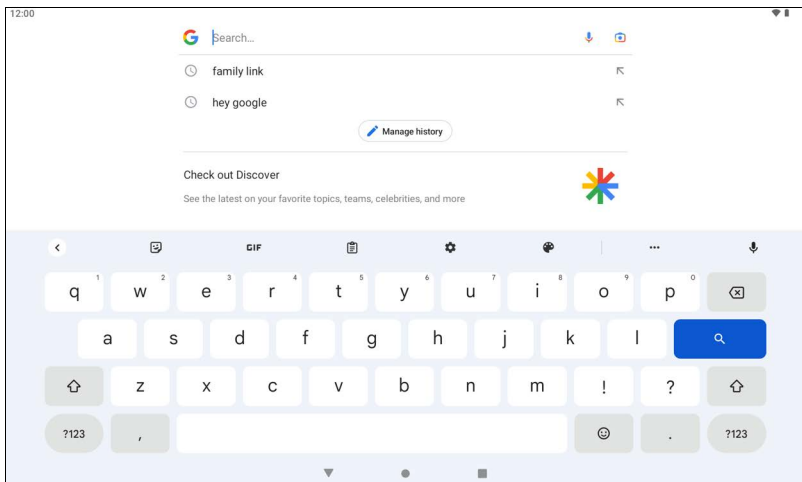 12:00
Search...
family link
hey google
Manage history
Check out Discover
See the latest on your favorite topics, teams, celebrities, and more
GIF
q 1 w 2 e 3 r 4 t 5 y 6 u 7 i 8 o 9 p 0
a s d f g h j k l
z x c v b n m ! ?
?123 , . ?123